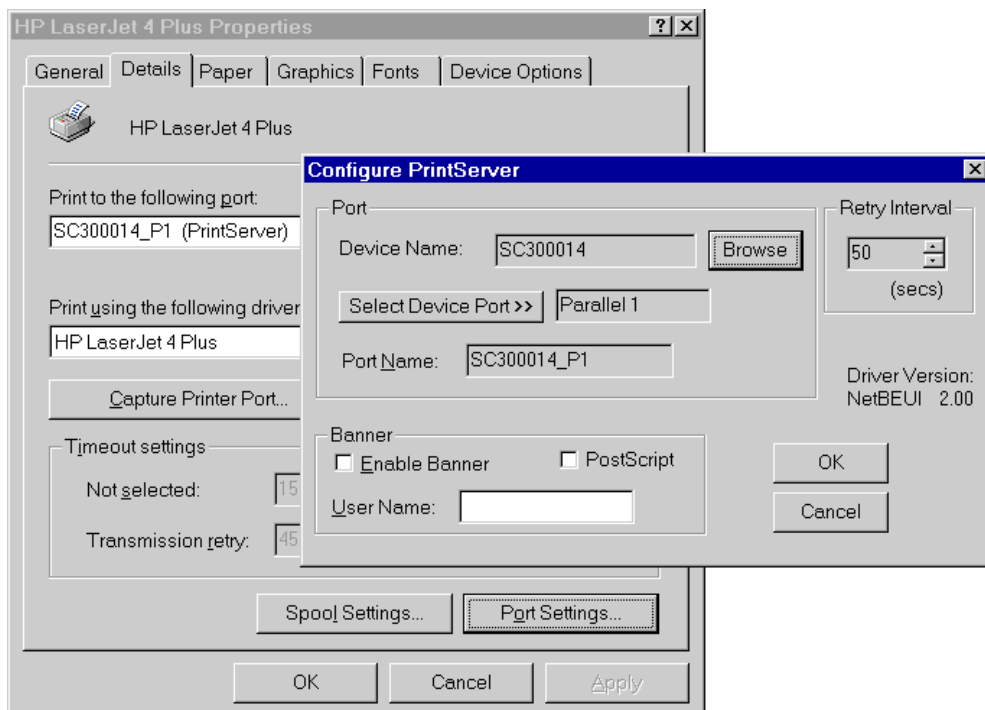 HP LaserJet 4 Plus Properties
General Details Paper Graphics Fonts Device Options
HP LaserJet 4 Plus
Print to the following port:
SC300014_P1 (PrintServer)
Print using the following driver
HP LaserJet 4 Plus
Capture Printer Port...
Timeout settings
Not selected: 15
Transmission retry: 45
Spool Settings... Port Settings...
OK Cancel Apply
Configure PrintServer
Port
Device Name: SC300014 Browse
Select Device Port >> Parallel 1
Port Name: SC300014_P1
Retry Interval
50
(secs)
Driver Version:
NetBEUI 2.00
Banner
Enable Banner PostScript
User Name:
OK
Cancel